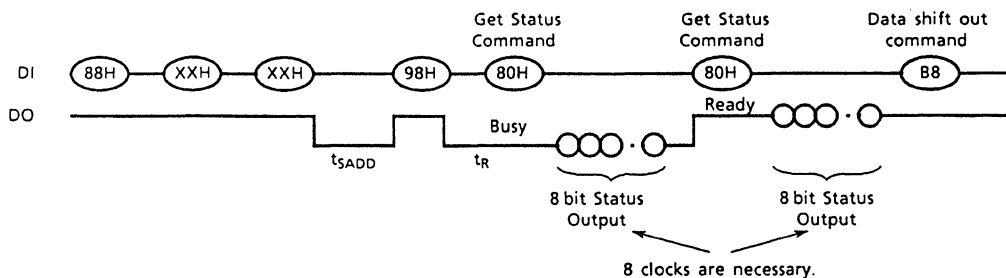 Get Status Get Status Data shift out
Command Command command
DI 88H XXH XXH 98H 80H 80H B8
DO Busy Ready
tSADD tR
8 bit Status 8 bit Status
Output Output
8 clocks are necessary.